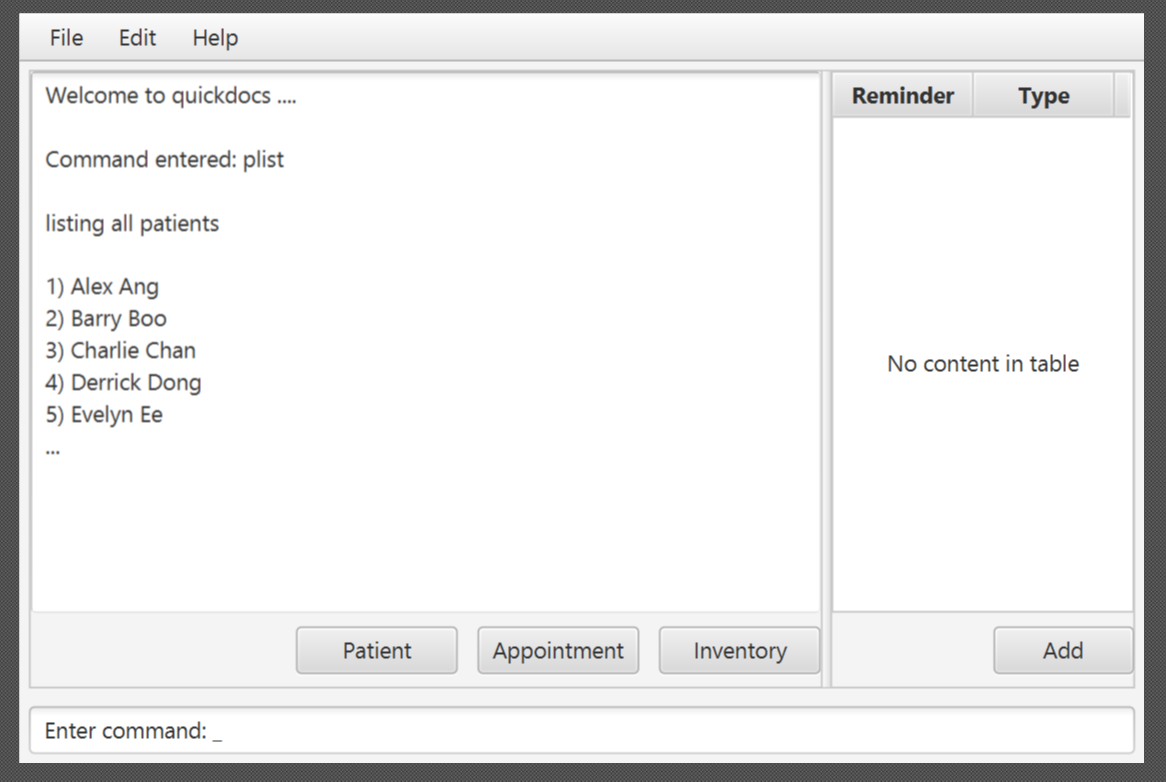 File Edit Help
Welcome to quickdocs ....
Command entered: plist
listing all patients
1) Alex Ang
2) Barry Boo
3) Charlie Chan
4) Derrick Dong
5) Evelyn Ee
...
Patient Appointment Inventory
Reminder Type
No content in table
Add
Enter command: _